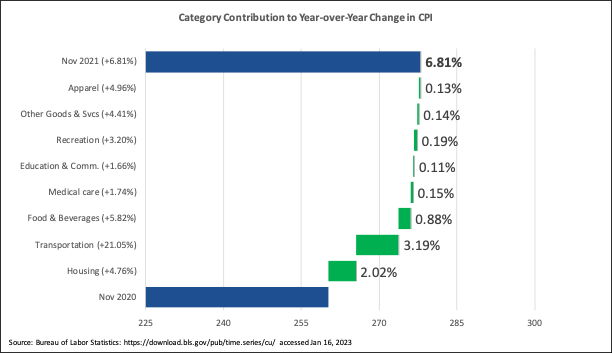 Category Contribution to Year-over-Year Change in CPI
Nov 2021 (+6.81%) 6.81%
Apparel (+4.96%) 0.13%
Other Goods & Svcs (+4.41%) 0.14%
Recreation (+3.20%) 0.19%
Education & Comm. (+1.66%) 0.11%
Medical care (+1.74%) 0.15%
Food & Beverages (+5.82%) 0.88%
Transportation (+21.05%) 3.19%
Housing (+4.76%) 2.02%
Nov 2020
225 240 255 270 285 300
Source: Bureau of Labor Statistics: https://download.bls.gov/pub/time.series/cu/ accessed Jan 16, 2023